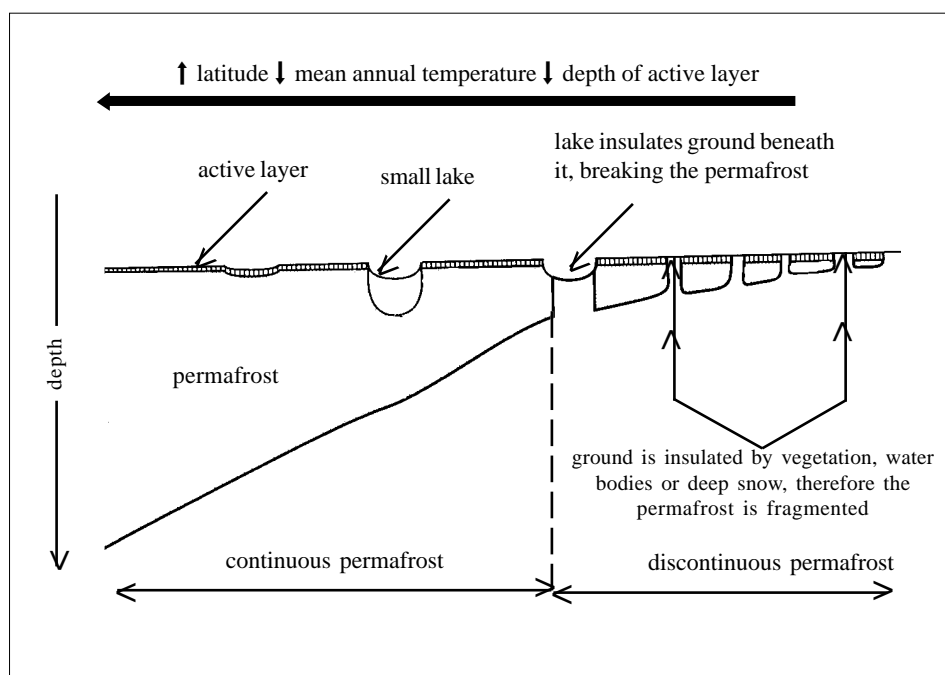 ⬆ latitude ⬇ mean annual temperature ⬇ depth of active layer
lake insulates ground beneath
it, breaking the permafrost
active layer
small lake
depth
permafrost
ground is insulated by vegetation, water
bodies or deep snow, therefore the
permafrost is fragmented
continuous permafrost
discontinuous permafrost